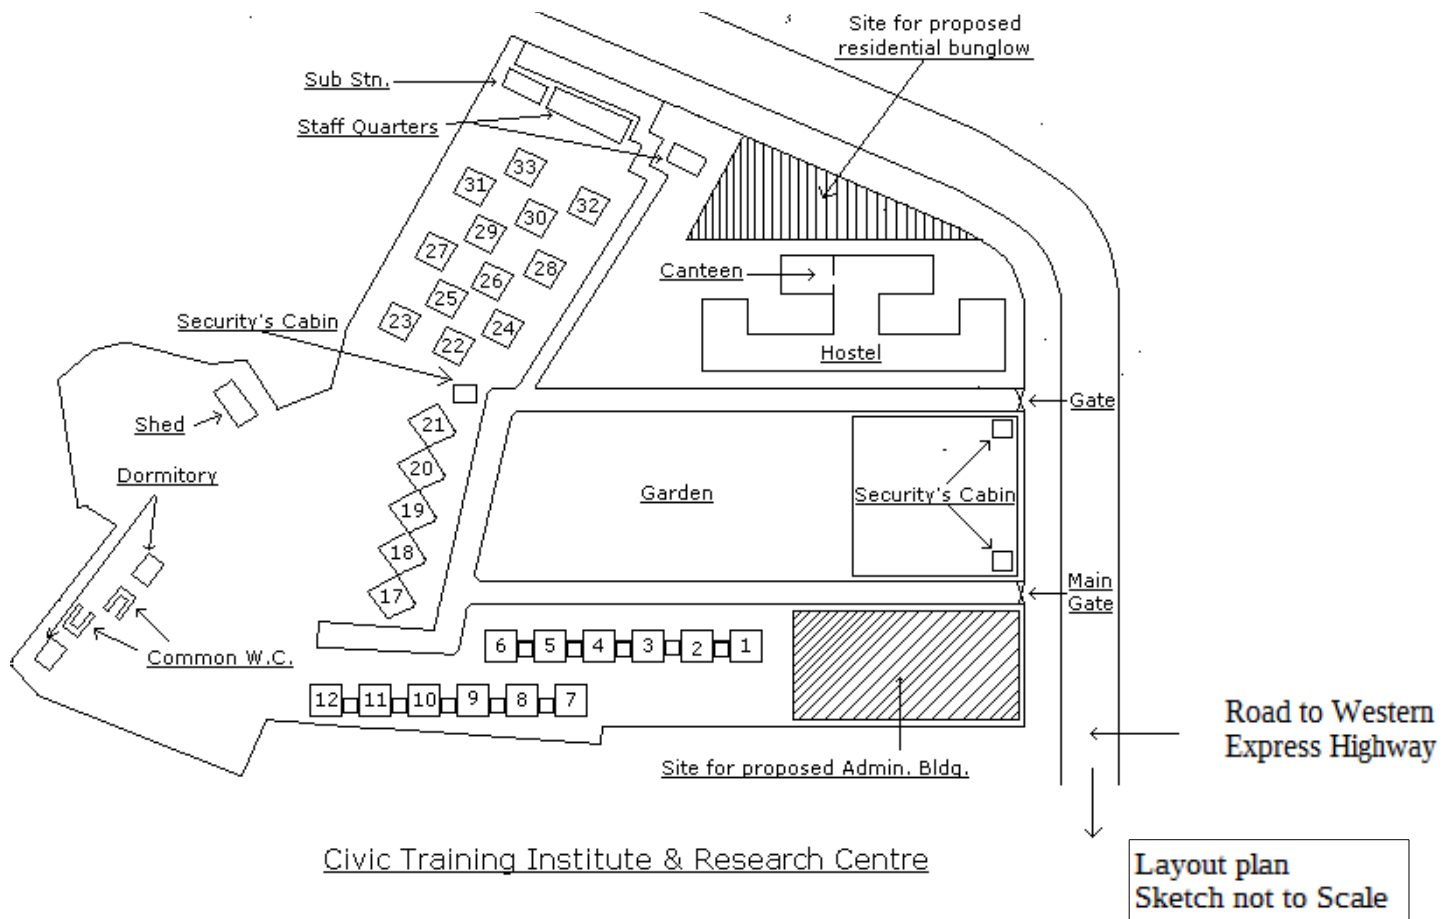 Site for proposed
residential bunglow
Sub Stn.
Staff Quarters
33
31
32
30
29
27
28
26
25
23
24
22
Canteen
Security's Cabin
Hostel
Gate
Shed
21
Dormitory
20
Garden
Security's Cabin
19
18
17
Main
Gate
Common W.C.
6 5 4 3 2 1
12 11 10 9 8 7
Road to Western
Express Highway
Site for proposed Admin. Bldg.
Civic Training Institute & Research Centre
Layout plan
Sketch not to Scale